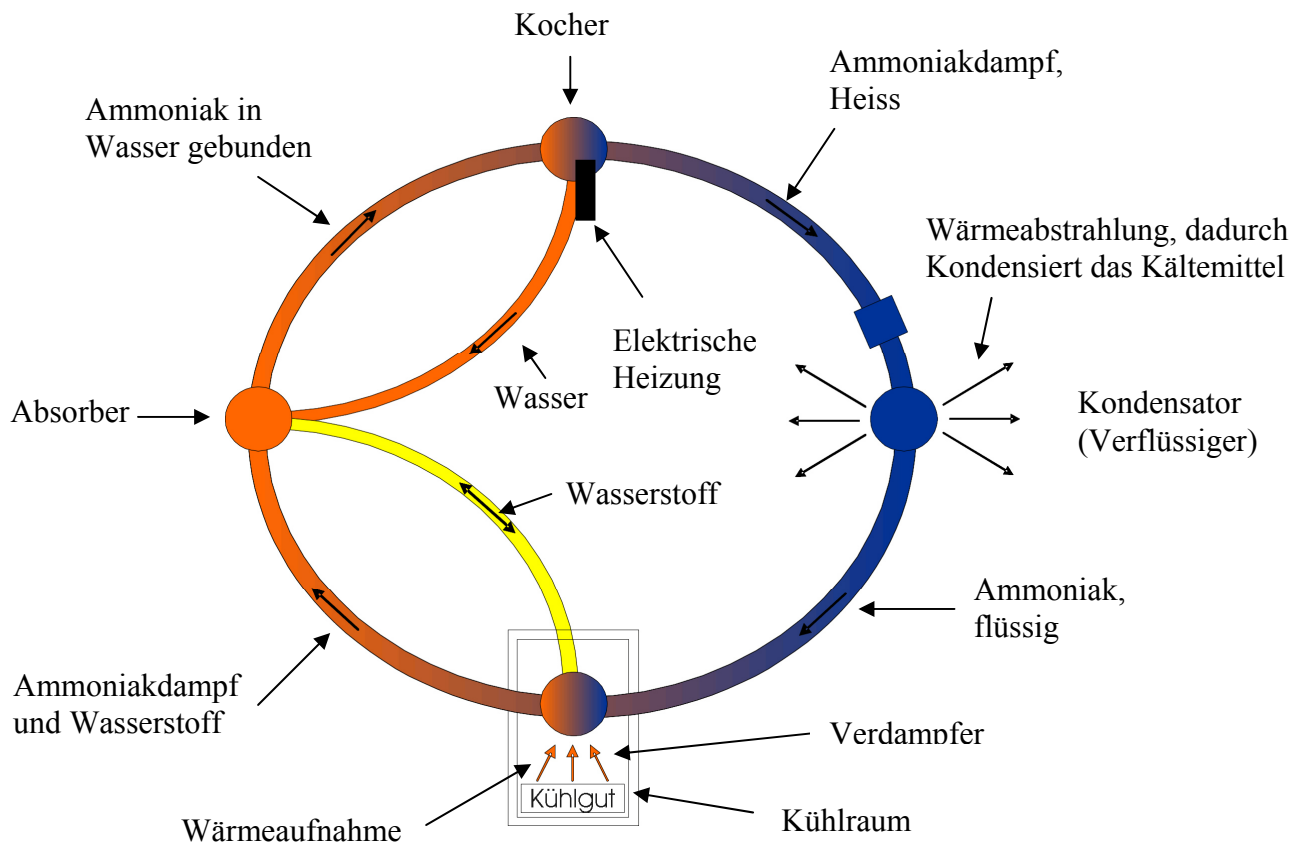 Kocher
Ammoniakdampf,
Heiss
Ammoniak in
Wasser gebunden
Wärmeabstrahlung, dadurch
Kondensiert das Kältemittel
Elektrische
Heizung
Wasser
Absorber
Kondensator
(Verflüssiger)
Wasserstoff
Ammoniak,
flüssig
Ammoniakdampf
und Wasserstoff
Verdampfer
Kühlgut
Wärmeaufnahme
Kühlraum